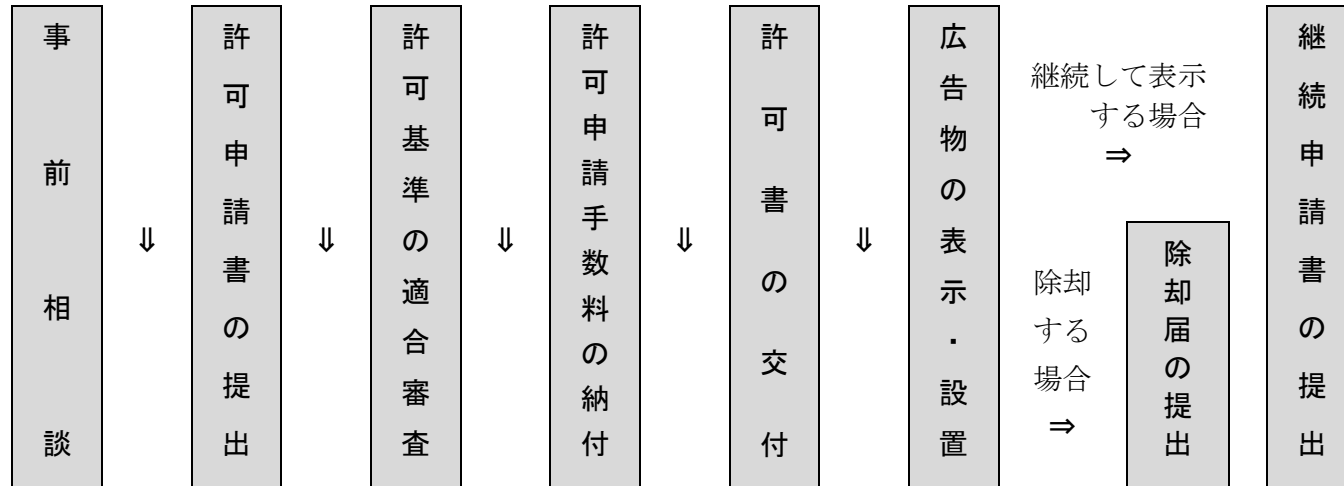 事前相談
⇓
許可申請書の提出
⇓
許可基準の適合審査
⇓
許可申請手数料の納付
⇓
許可書の交付
⇓
広告物の表示・設置
継続して表示
する場合
⇒
継続申請書の提出
除却
する
場合
⇒
除却届の提出